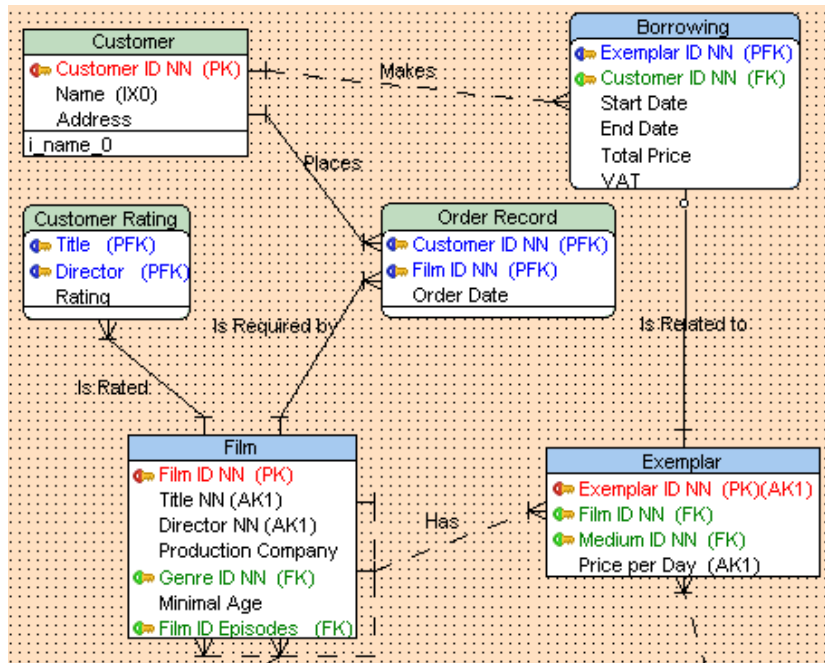 Customer
Customer ID NN (PK)
Name (IX0)
Address
i_name_0
Makes
Borrowing
Exemplar ID NN (PFK)
Customer ID NN (FK)
Start Date
End Date
Total Price
VAT
Places
Customer Rating
Title (PFK)
Director (PFK)
Rating
Order Record
Customer ID NN (PFK)
Film ID NN (PFK)
Order Date
Is Required by
Is Related to
Is Rated
Film
Film ID NN (PK)
Title NN (AK1)
Director NN (AK1)
Production Company
Genre ID NN (FK)
Minimal Age
Film ID Episodes (FK)
Has
Exemplar
Exemplar ID NN (PK)(AK1)
Film ID NN (FK)
Medium ID NN (FK)
Price per Day (AK1)